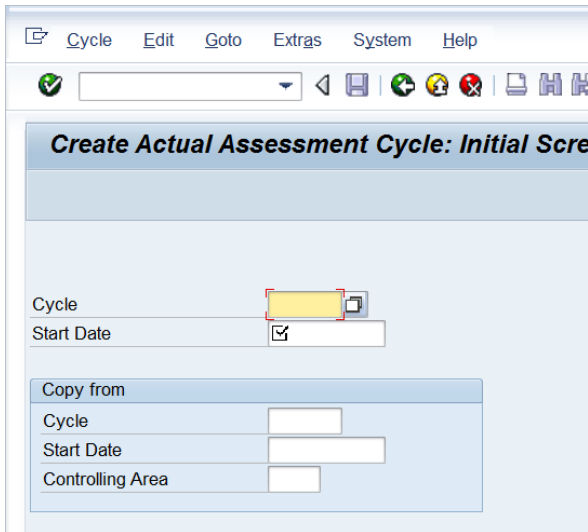 Cycle Edit Goto Extras System Help
Create Actual Assessment Cycle: Initial Scre
Cycle
Start Date
Copy from
Cycle
Start Date
Controlling Area